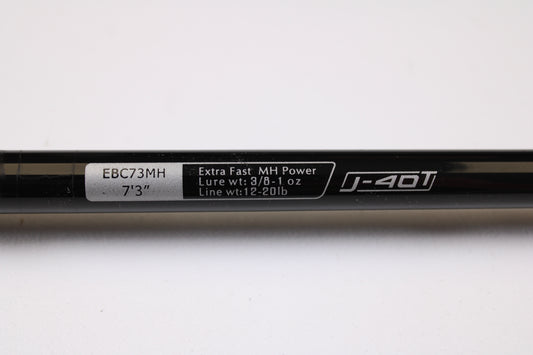 EBC73MH
7'3"
Extra Fast MH Power
Lure wt: 3/8-1 oz
Line wt:12-20lb
J-40T